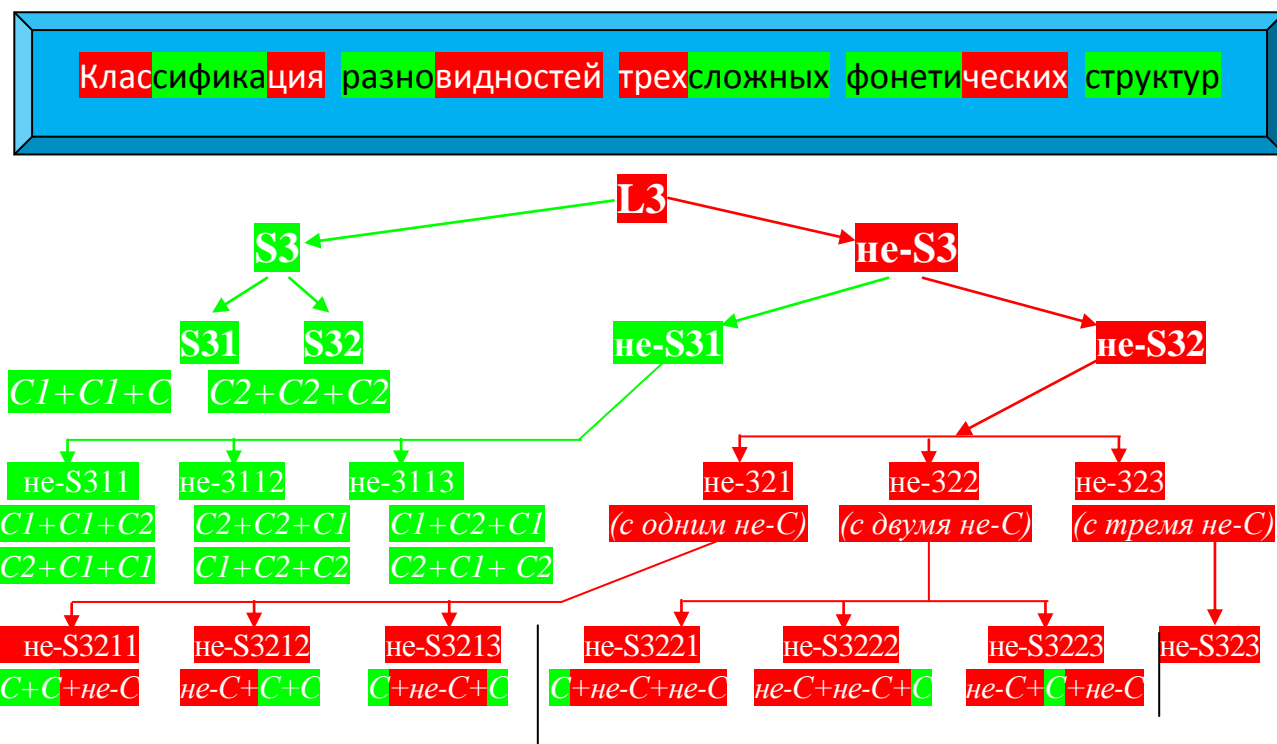 Классификация разновидностей трехсложных фонетических структур
L3
S3 не-S3
S31 S32 не-S31 не-S32
C1+C1+C C2+C2+C2
не-S311 не-3112 не-3113 не-321 не-322 не-323
C1+C1+C2 C2+C2+C1 C1+C2+C1 (с одним не-С) (с двумя не-С) (с тремя не-С)
C2+C1+C1 C1+C2+C2 C2+C1+ C2
не-S3211 не-S3212 не-S3213 не-S3221 не-S3222 не-S3223 не-S323
С+С+не-С не-С+С+С С+не-С+С С+не-С+не-С не-С+не-С+С не-С+С+не-С